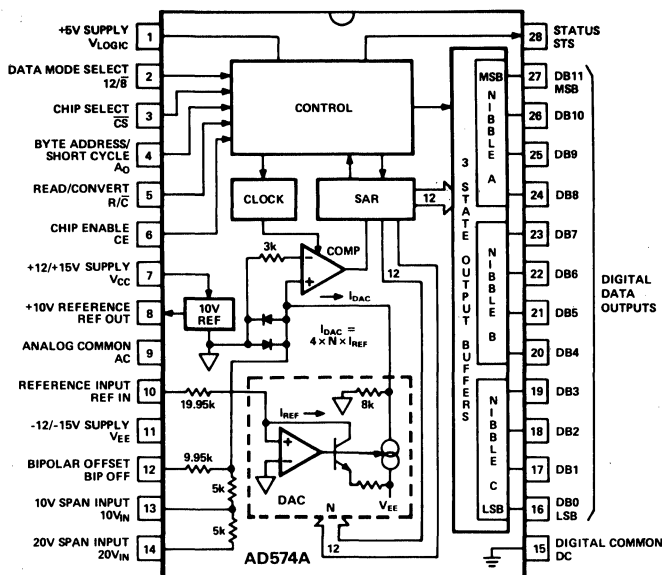 +5V SUPPLY
VLOGIC
1
DATA MODE SELECT
12/8̅
2
CHIP SELECT
C̅S̅
3
BYTE ADDRESS/
SHORT CYCLE
AO
4
READ/CONVERT
R/C̅
5
CHIP ENABLE
CE
6
+12/+15V SUPPLY
VCC
7
+10V REFERENCE
REF OUT
8
ANALOG COMMON
AC
9
REFERENCE INPUT
REF IN
10
-12/-15V SUPPLY
VEE
11
BIPOLAR OFFSET
BIP OFF
12
10V SPAN INPUT
10VIN
13
20V SPAN INPUT
20VIN
14
CONTROL
CLOCK
SAR
12
COMP
3k
-
+
12
10V
REF
IDAC
IDAC =
4 × N × IREF
19.95k
8k
IREF
+
-
9.95k
5k
5k
VEE
DAC
N
12
AD574A
3 STATE OUTPUT BUFFERS
MSB
NIBBLE A
NIBBLE B
NIBBLE C
LSB
28
STATUS
STS
27
DB11
MSB
26
DB10
25
DB9
24
DB8
23
DB7
22
DB6
21
DB5
20
DB4
19
DB3
18
DB2
17
DB1
16
DB0
LSB
15
DIGITAL COMMON
DC
DIGITAL
DATA
OUTPUTS